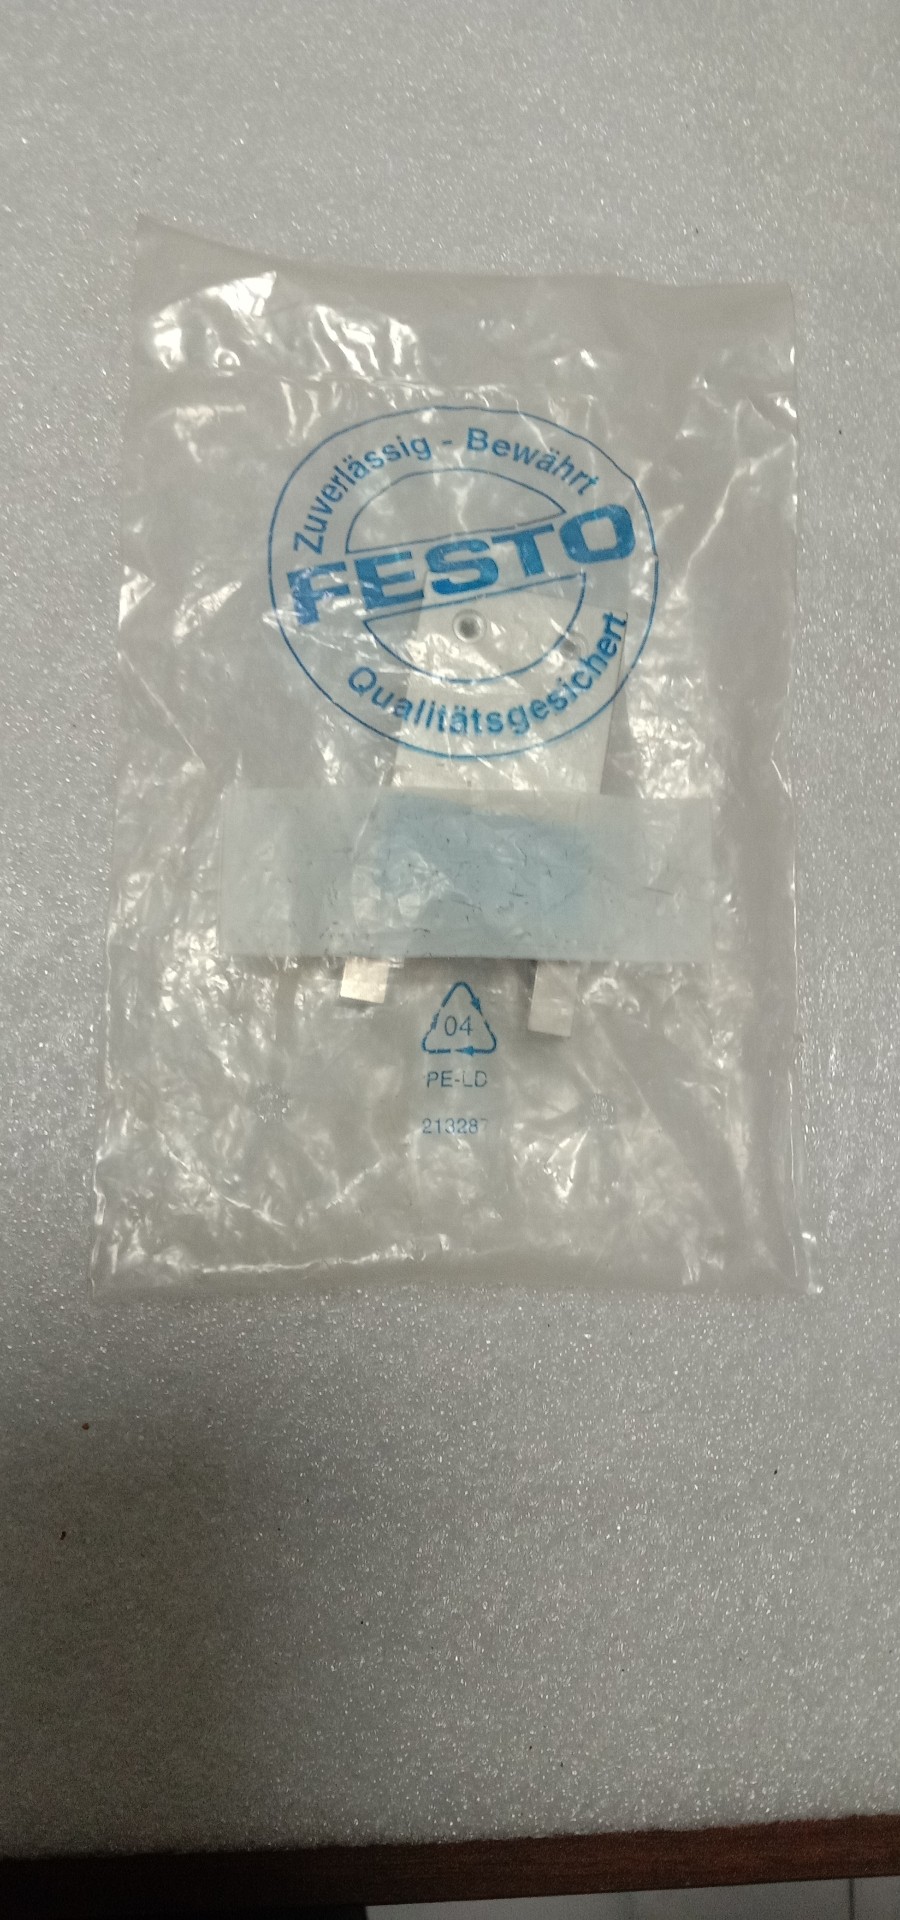 Zuverlässig - Bewährt
FESTO
Qualitätsgesichert
04
PE-LD
213287